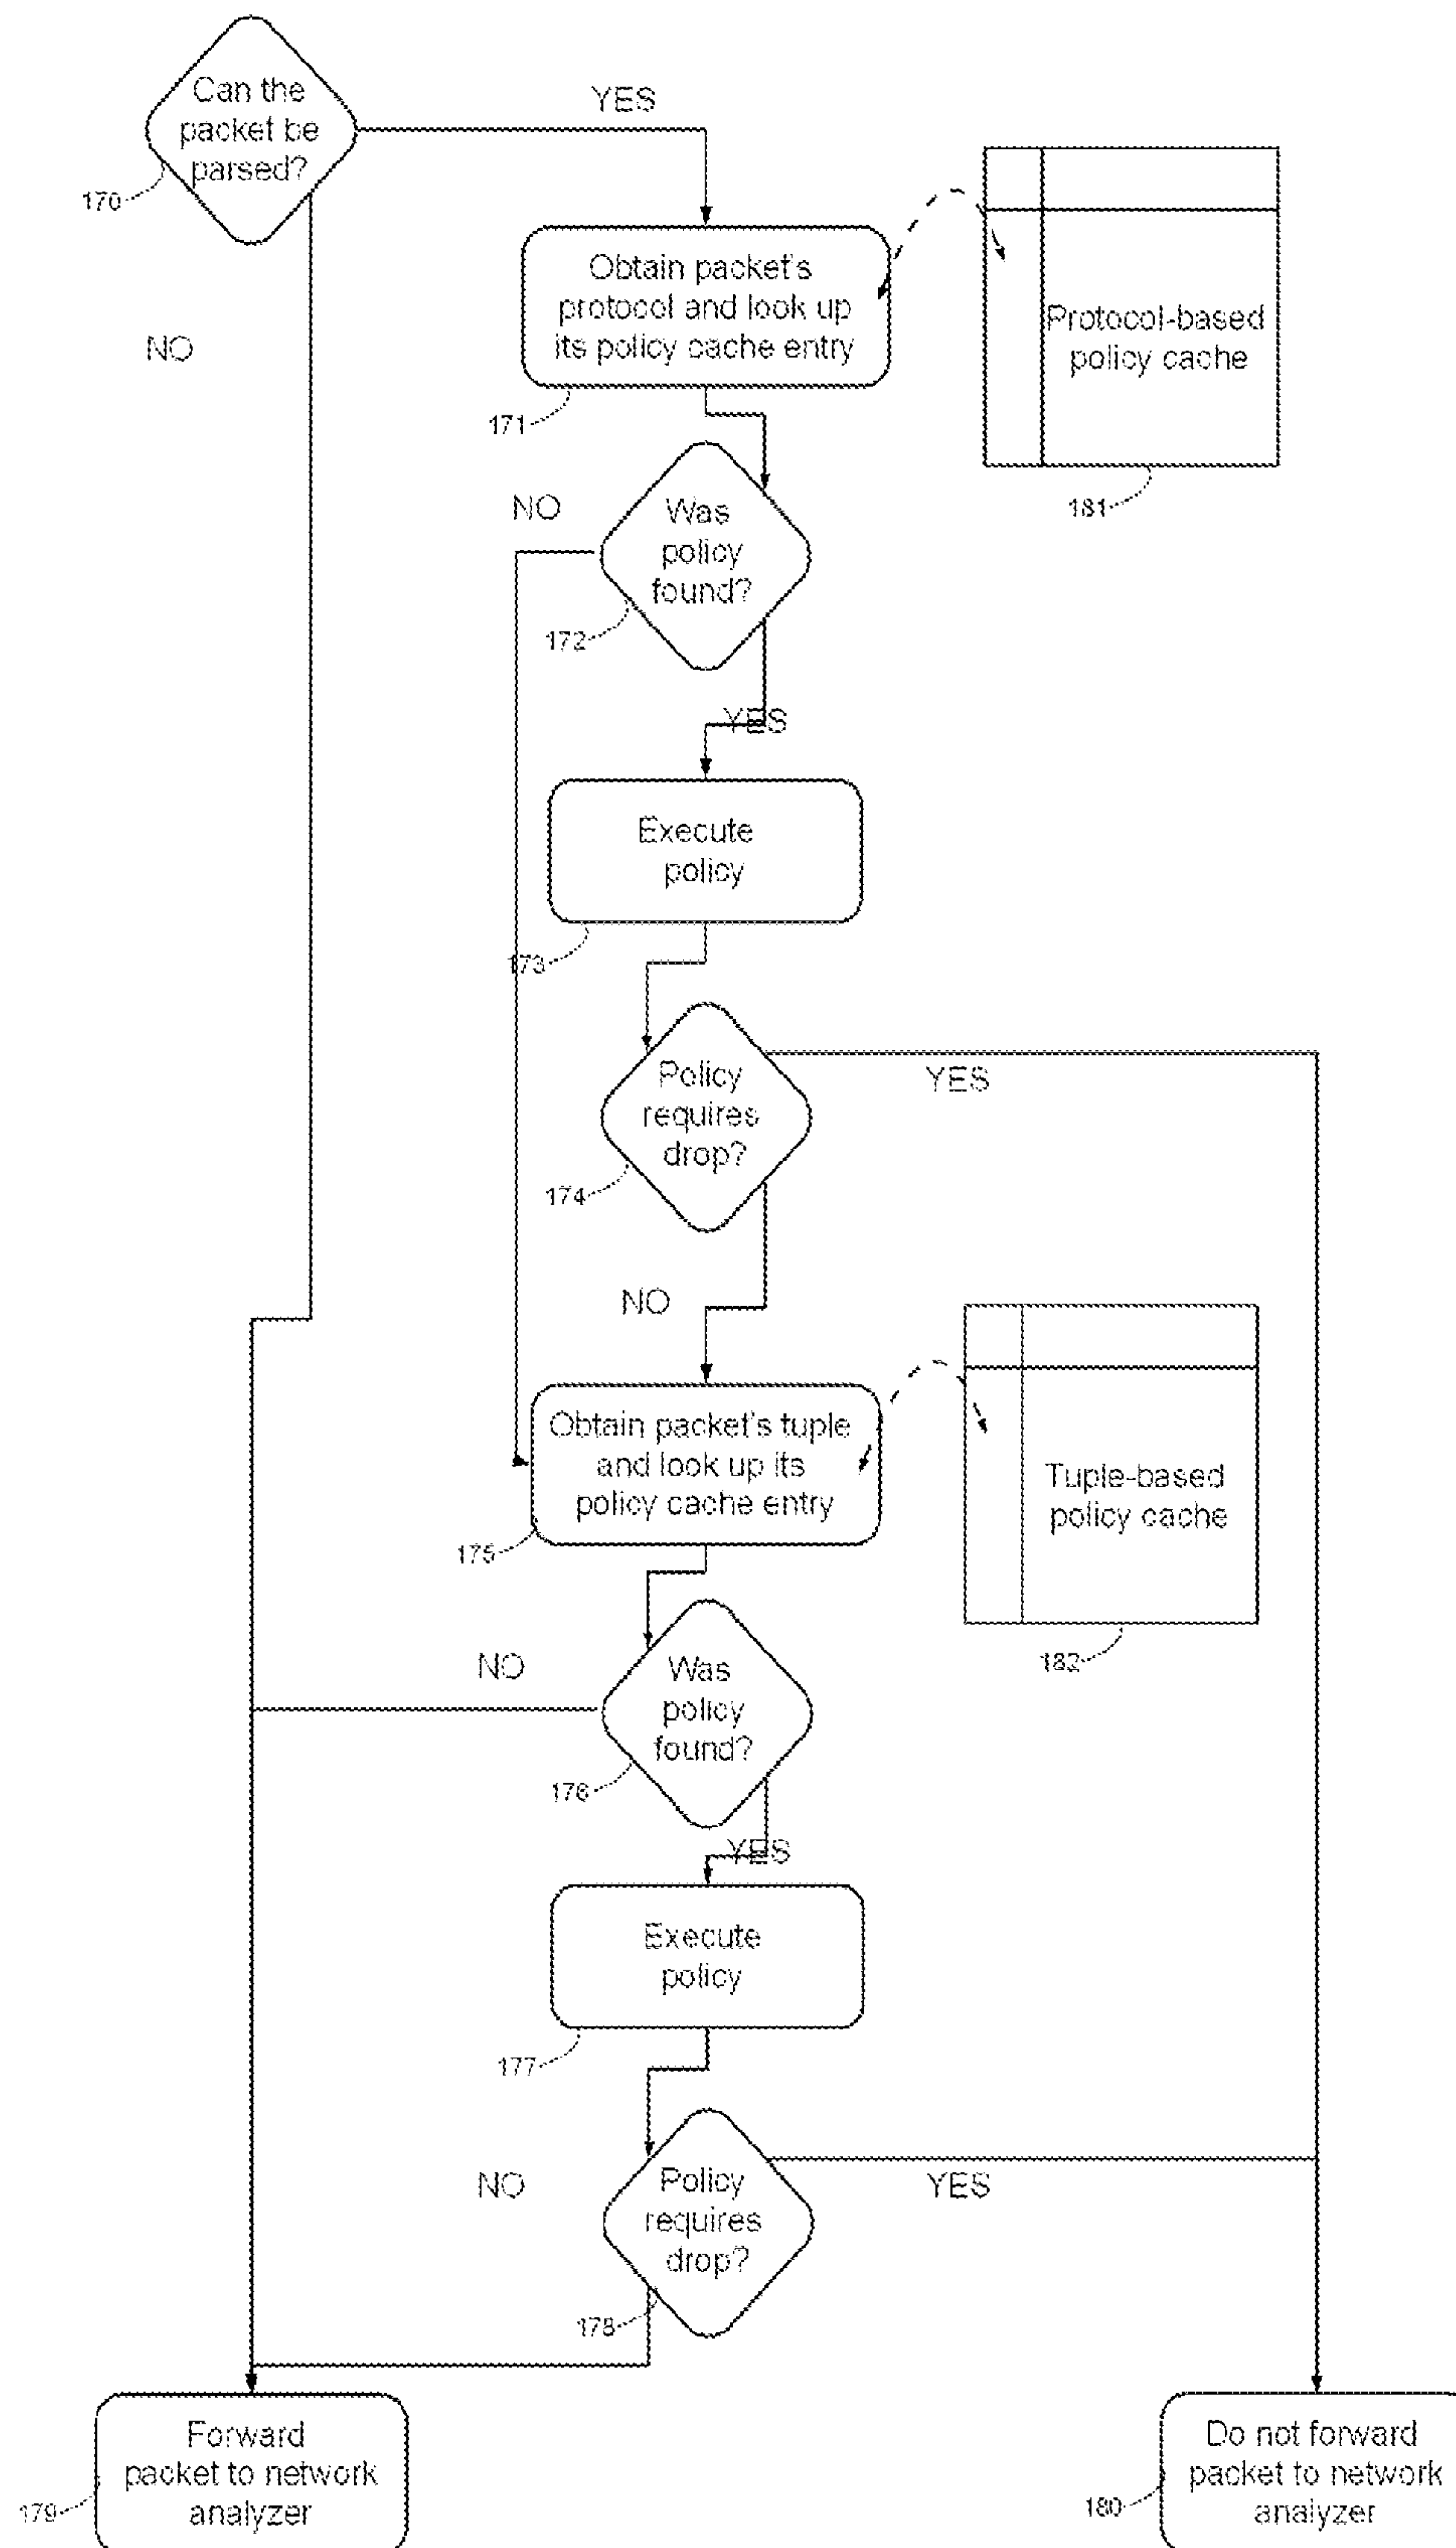 Can the
packet be
parsed?
170
YES
NO
Obtain packet's
protocol and look up
its policy cache entry
171
Protocol-based
policy cache
181
NO
Was
policy
found?
172
YES
Execute
policy
173
Policy
requires
drop?
174
YES
NO
Obtain packet's tuple
and look up its
policy cache entry
175
Tuple-based
policy cache
182
NO
Was
policy
found?
176
YES
Execute
policy
177
NO
Policy
requires
drop?
YES
178
Forward
packet to network
analyzer
179
Do not forward
packet to network
analyzer
180